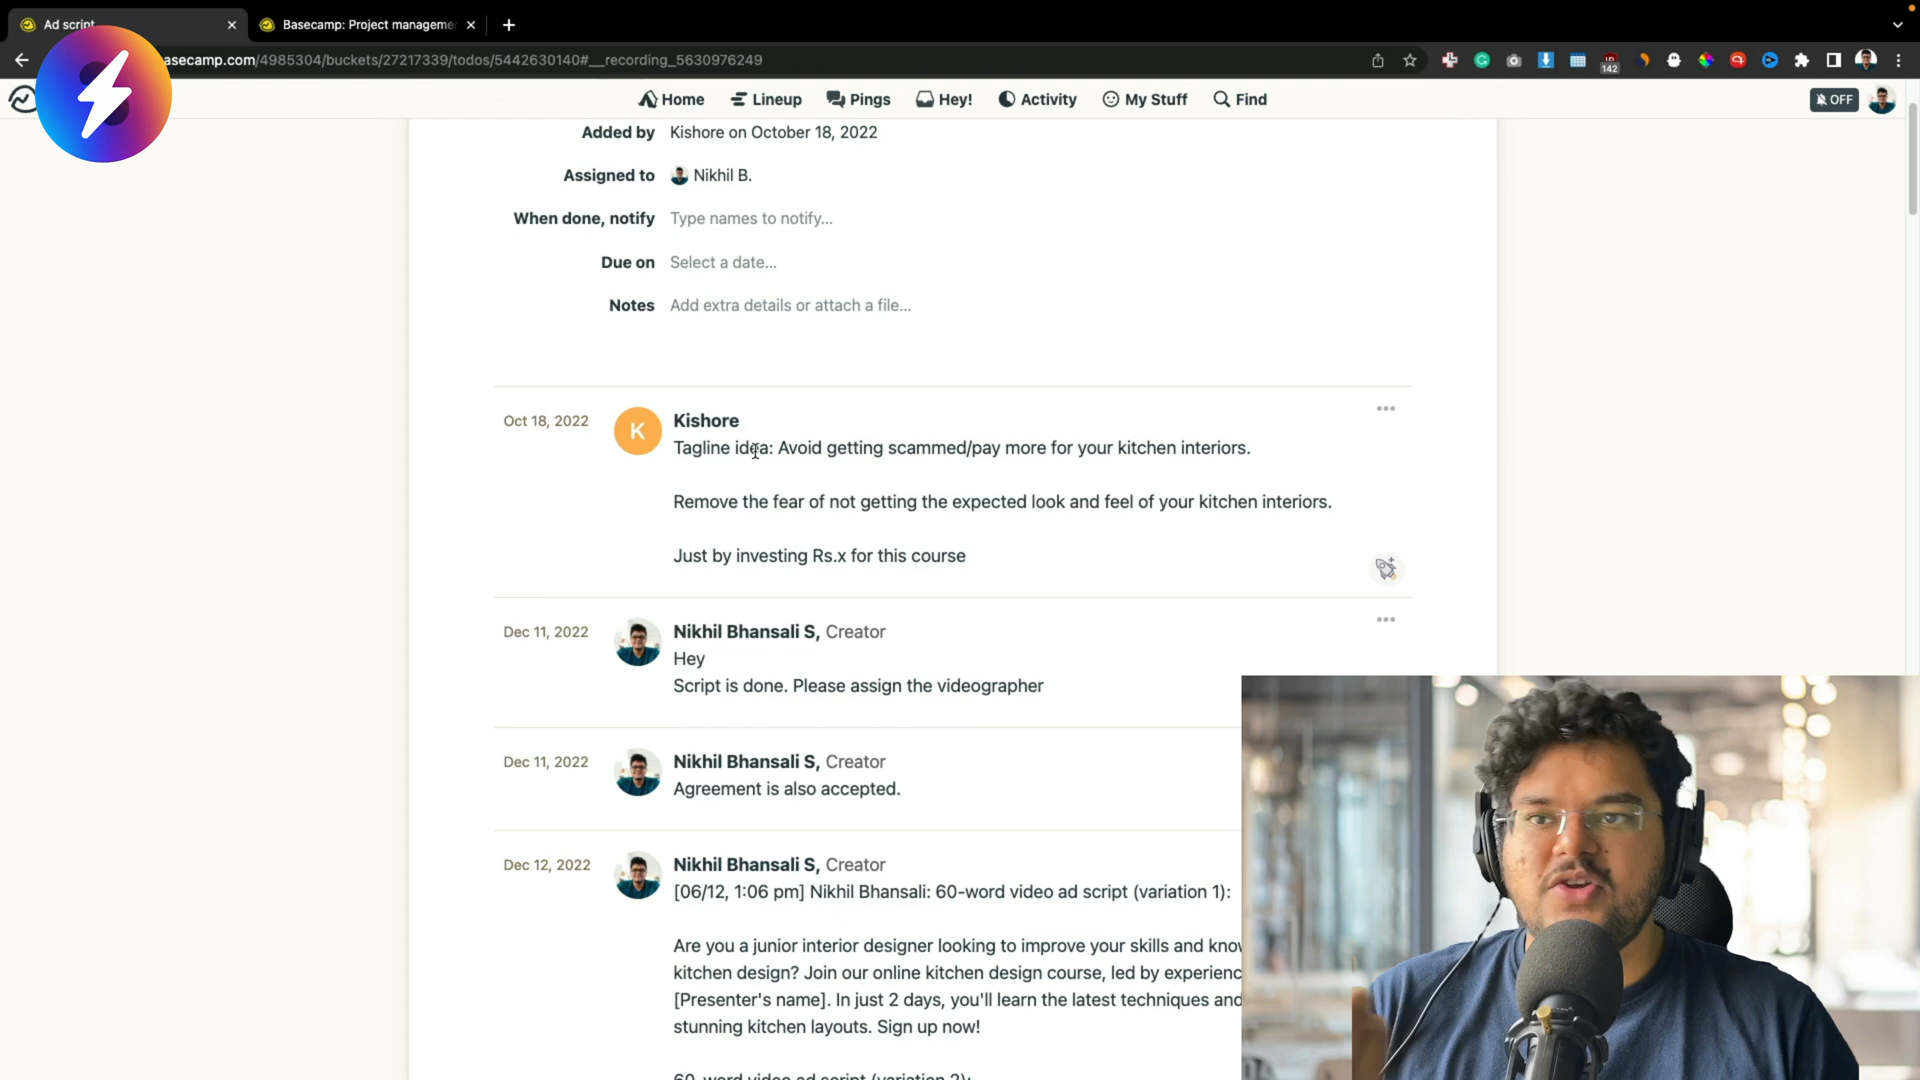 Ad script
Basecamp: Project manageme
asecamp.com/4985304/buckets/27217339/todos/5442630140#__recording_5630976249
142
Home
Lineup
Pings
Hey!
Activity
My Stuff
Find
OFF
Added by Kishore on October 18, 2022
Assigned to Nikhil B.
When done, notify Type names to notify...
Due on Select a date...
Notes Add extra details or attach a file...
Oct 18, 2022
K
Kishore
Tagline idea: Avoid getting scammed/pay more for your kitchen interiors.
Remove the fear of not getting the expected look and feel of your kitchen interiors.
Just by investing Rs.x for this course
Dec 11, 2022
Nikhil Bhansali S, Creator
Hey
Script is done. Please assign the videographer
Dec 11, 2022
Nikhil Bhansali S, Creator
Agreement is also accepted.
Dec 12, 2022
Nikhil Bhansali S, Creator
[06/12, 1:06 pm] Nikhil Bhansali: 60-word video ad script (variation 1):
Are you a junior interior designer looking to improve your skills and know
kitchen design? Join our online kitchen design course, led by experienc
[Presenter's name]. In just 2 days, you'll learn the latest techniques and
stunning kitchen layouts. Sign up now!
60-word video ad script (variation 2):